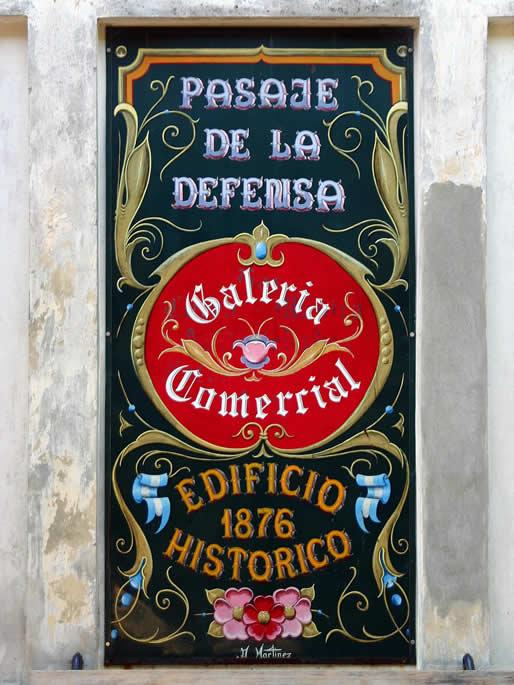 PASAJE
DE LA
DEFENSA
Galeria
Comercial
EDIFICIO
1876
HISTORICO
Martinez